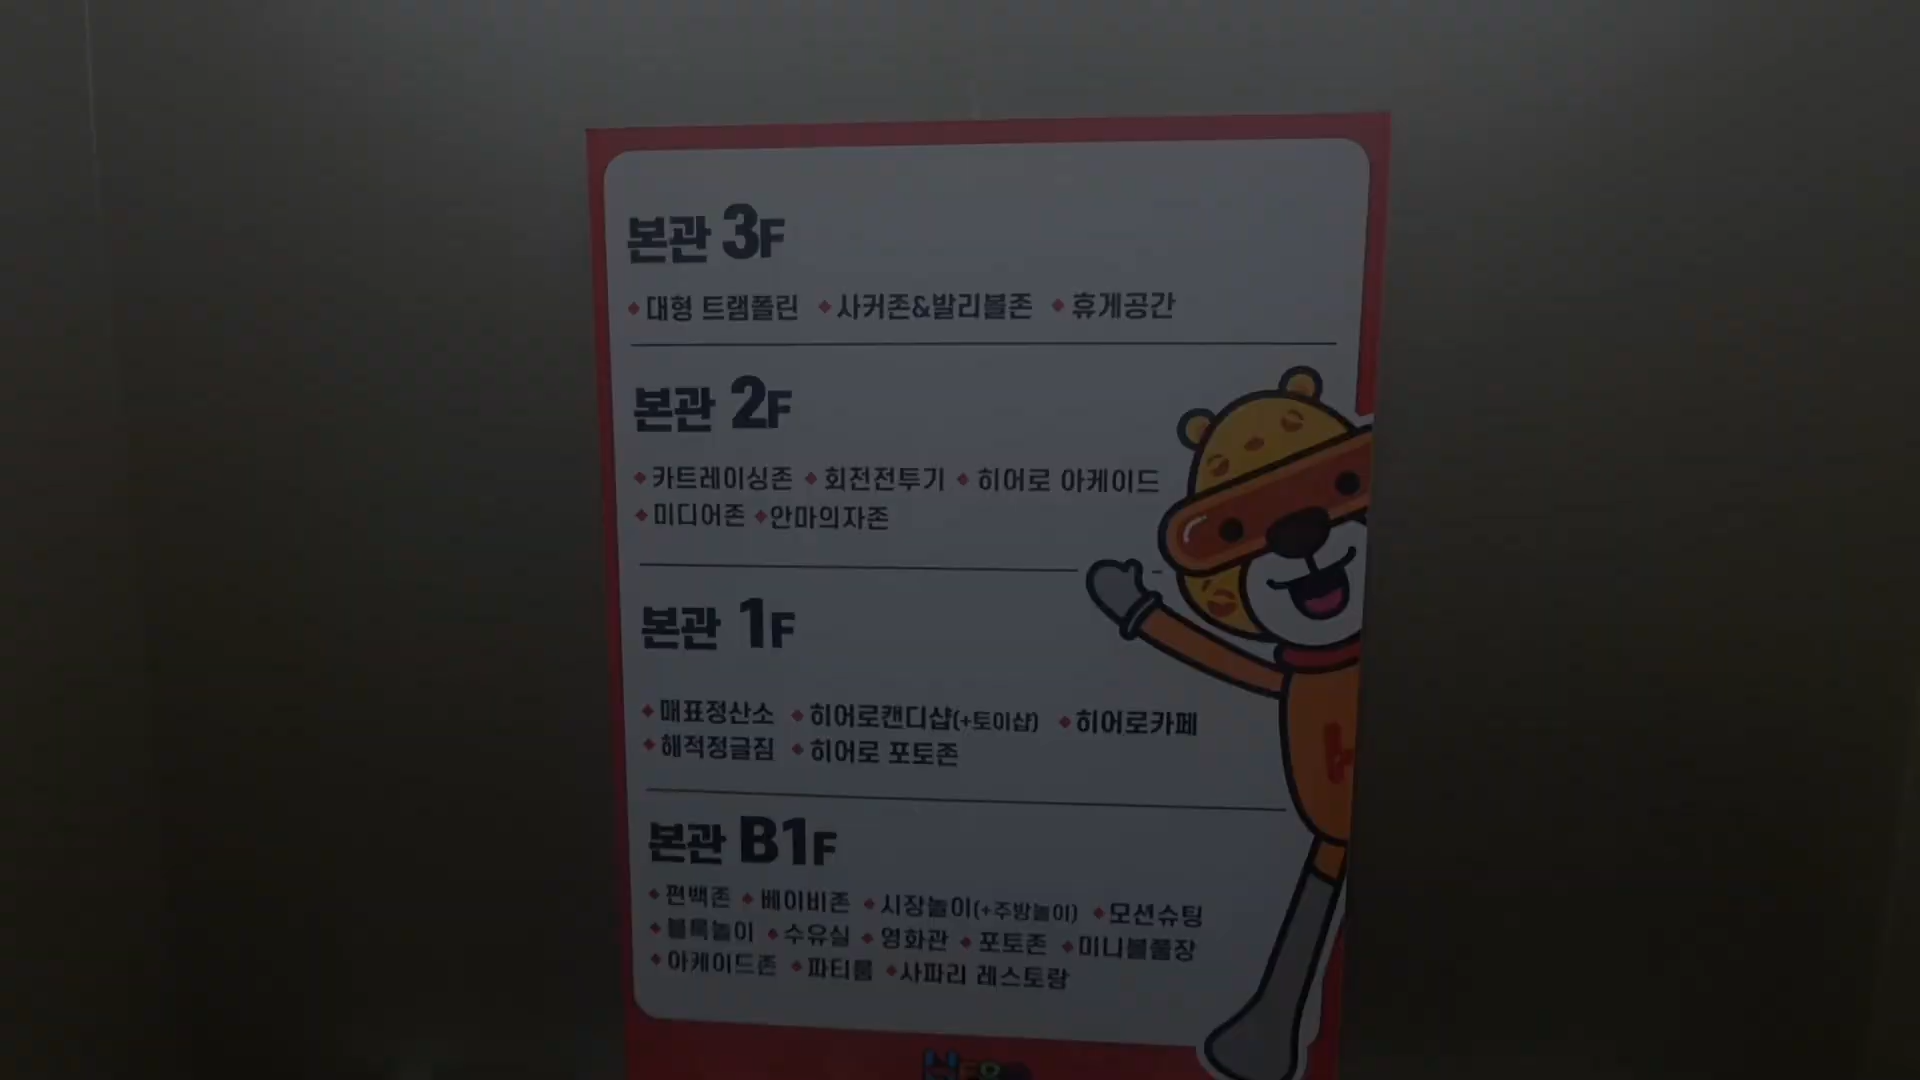 본관 3F
◆대형 트램폴린 ◆사커존&발리볼존 ◆휴게공간
본관 2F
◆카트레이싱존 ◆회전전투기 ◆히어로 아케이드
◆미디어존 ◆안마의자존
본관 1F
◆매표정산소 ◆히어로캔디샵(+토이샵) ◆히어로카페
◆해적정글짐 ◆히어로 포토존
본관 B1F
◆편백존 ◆베이비존 ◆시장놀이(+주방놀이) ◆모션슈팅
◆블록놀이 ◆수유실 ◆영화관 ◆포토존 ◆미니볼풀장
◆아케이드존 ◆파티룸 ◆사파리 레스토랑